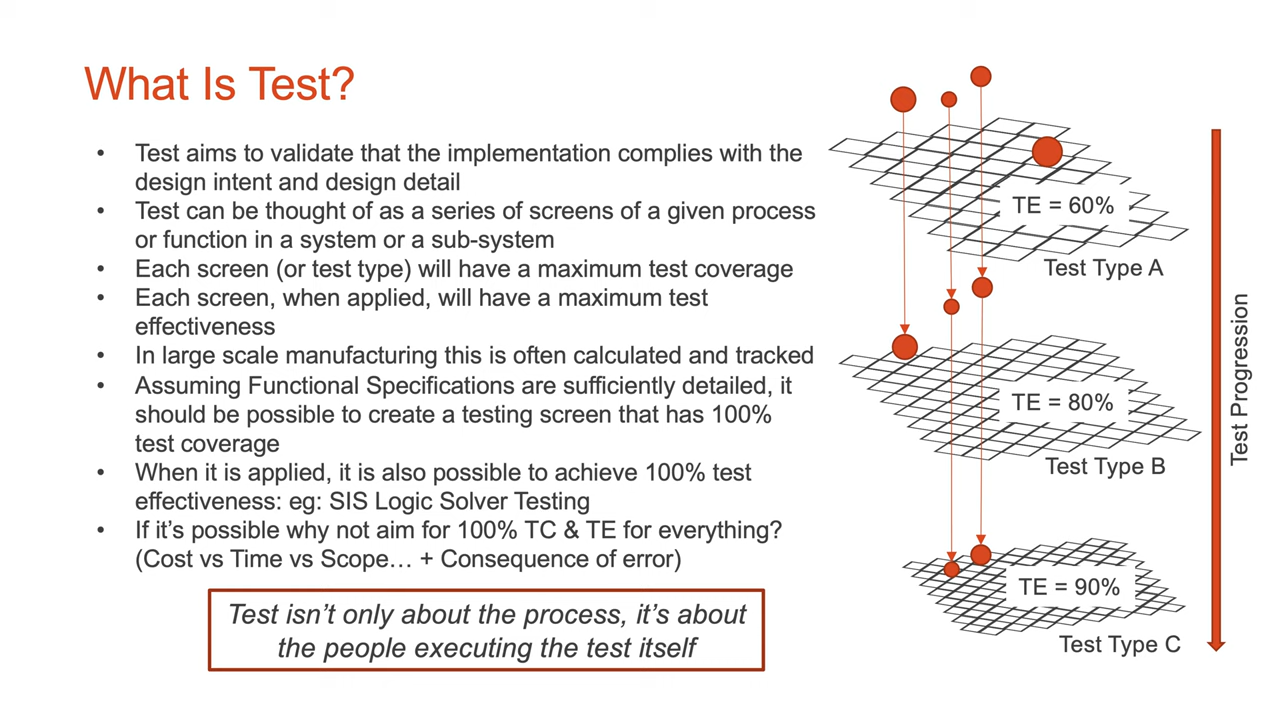 What Is Test?
• Test aims to validate that the implementation complies with the
design intent and design detail
• Test can be thought of as a series of screens of a given process
or function in a system or a sub-system
• Each screen (or test type) will have a maximum test coverage
• Each screen, when applied, will have a maximum test
effectiveness
• In large scale manufacturing this is often calculated and tracked
• Assuming Functional Specifications are sufficiently detailed, it
should be possible to create a testing screen that has 100%
test coverage
• When it is applied, it is also possible to achieve 100% test
effectiveness: eg: SIS Logic Solver Testing
• If it’s possible why not aim for 100% TC & TE for everything?
(Cost vs Time vs Scope… + Consequence of error)
Test isn’t only about the process, it’s about
the people executing the test itself
TE = 60%
Test Type A
TE = 80%
Test Type B
TE = 90%
Test Type C
Test Progression